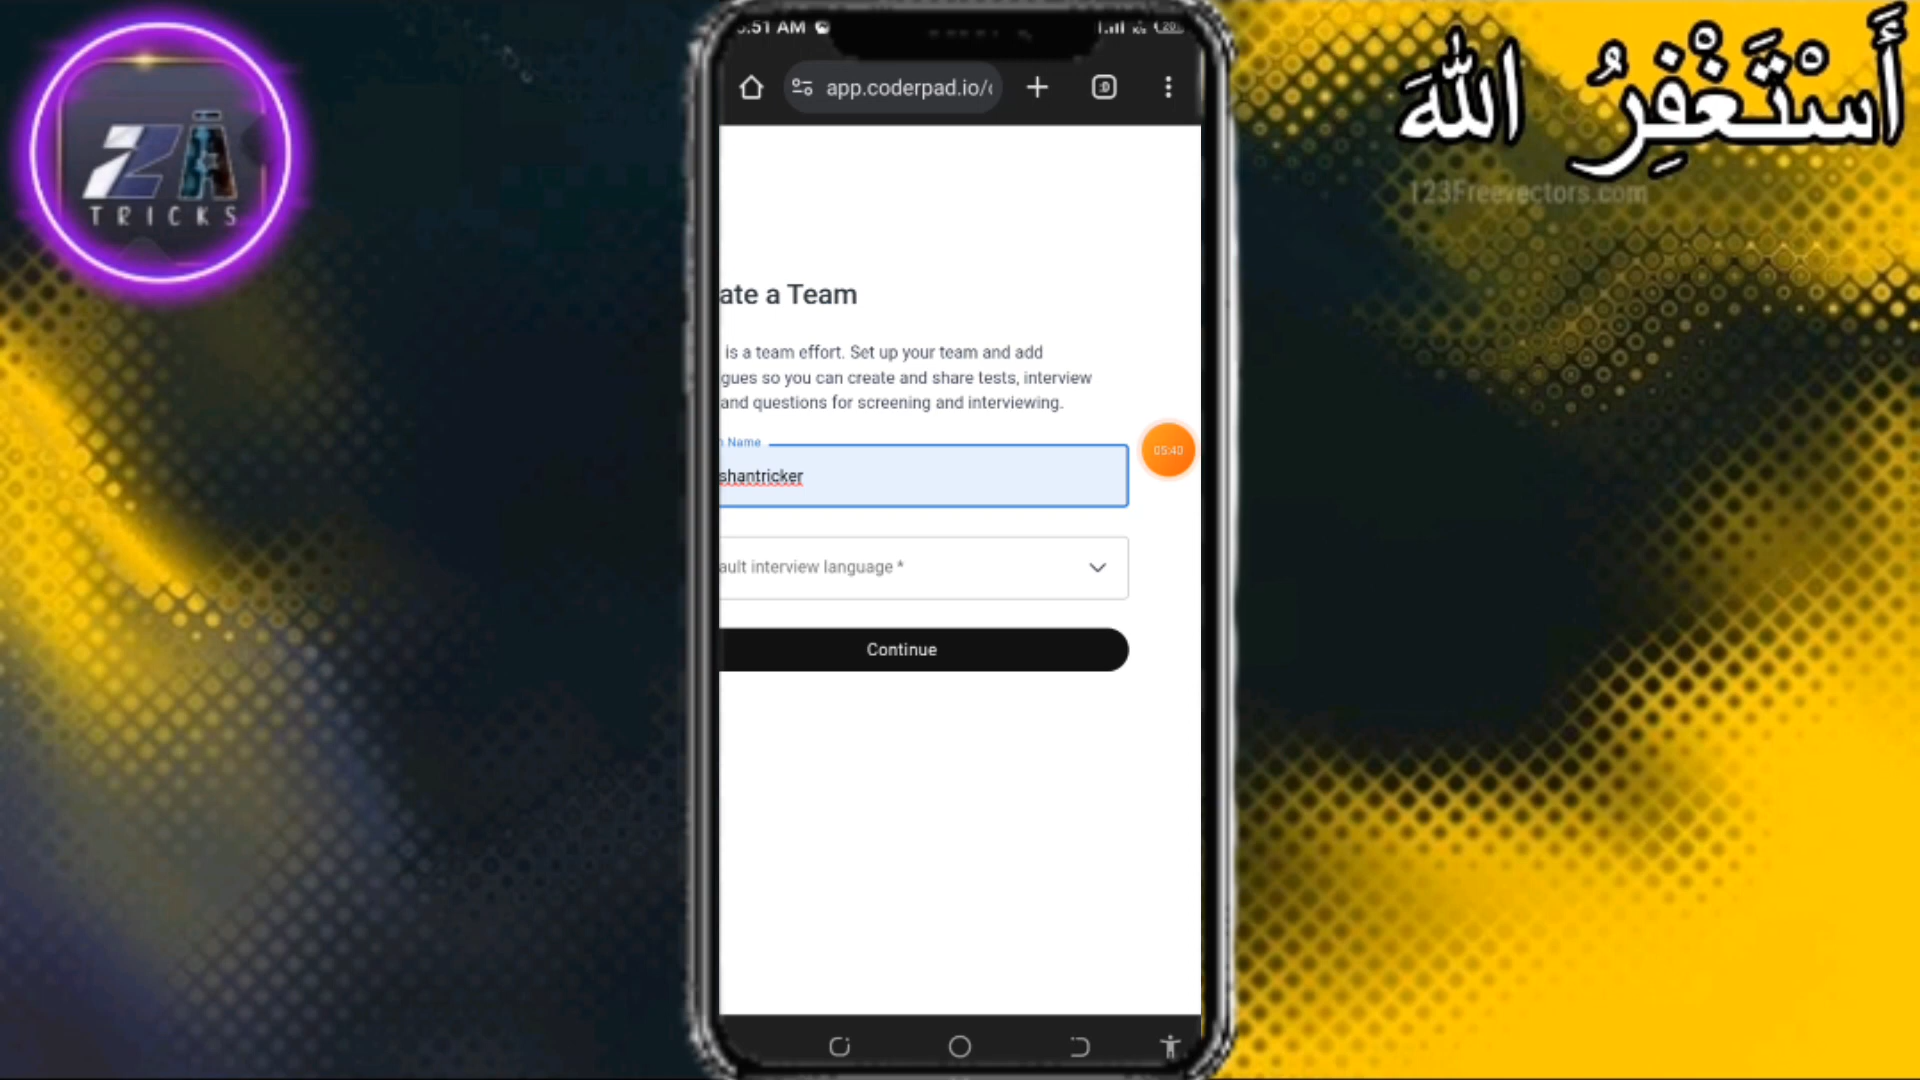 ZA
TRICKS
أَسْتَغْفِرُ اللّٰهَ
123Freevectors.com
:51 AM
app.coderpad.io/
ate a Team
is a team effort. Set up your team and add
gues so you can create and share tests, interview
and questions for screening and interviewing.
Name
shantricker
ault interview language *
Continue
05:40